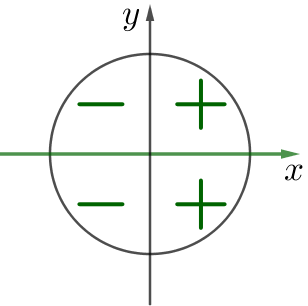 y
− +
x
− +